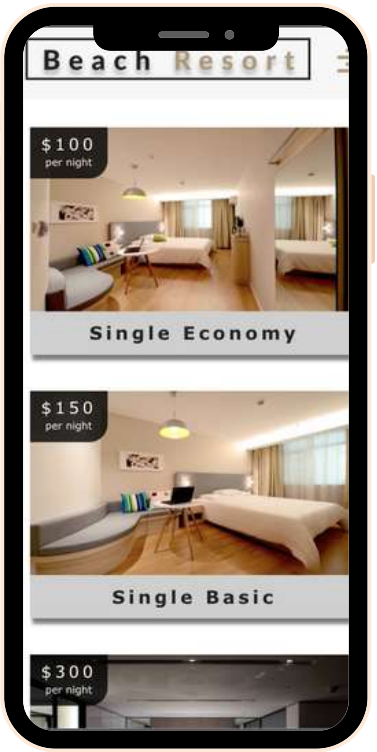 Beach Resort
$100
per night
Single Economy
$150
per night
Single Basic
$300
per night